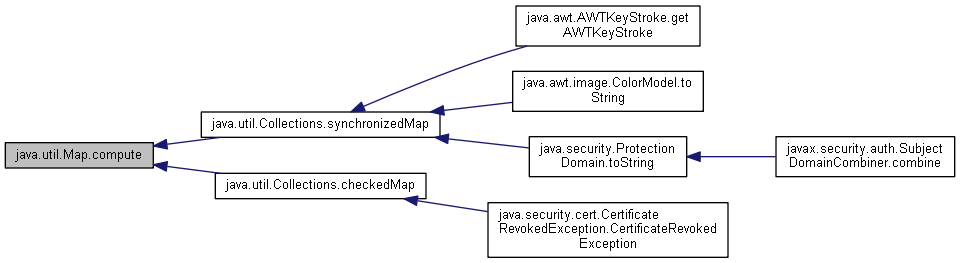 java.util.Map.compute
java.util.Collections.synchronizedMap
java.awt.AWTKeyStroke.get
AWTKeyStroke
java.awt.image.ColorModel.to
String
java.security.Protection
Domain.toString
javax.security.auth.Subject
DomainCombiner.combine
java.util.Collections.checkedMap
java.security.cert.Certificate
RevokedException.CertificateRevoked
Exception